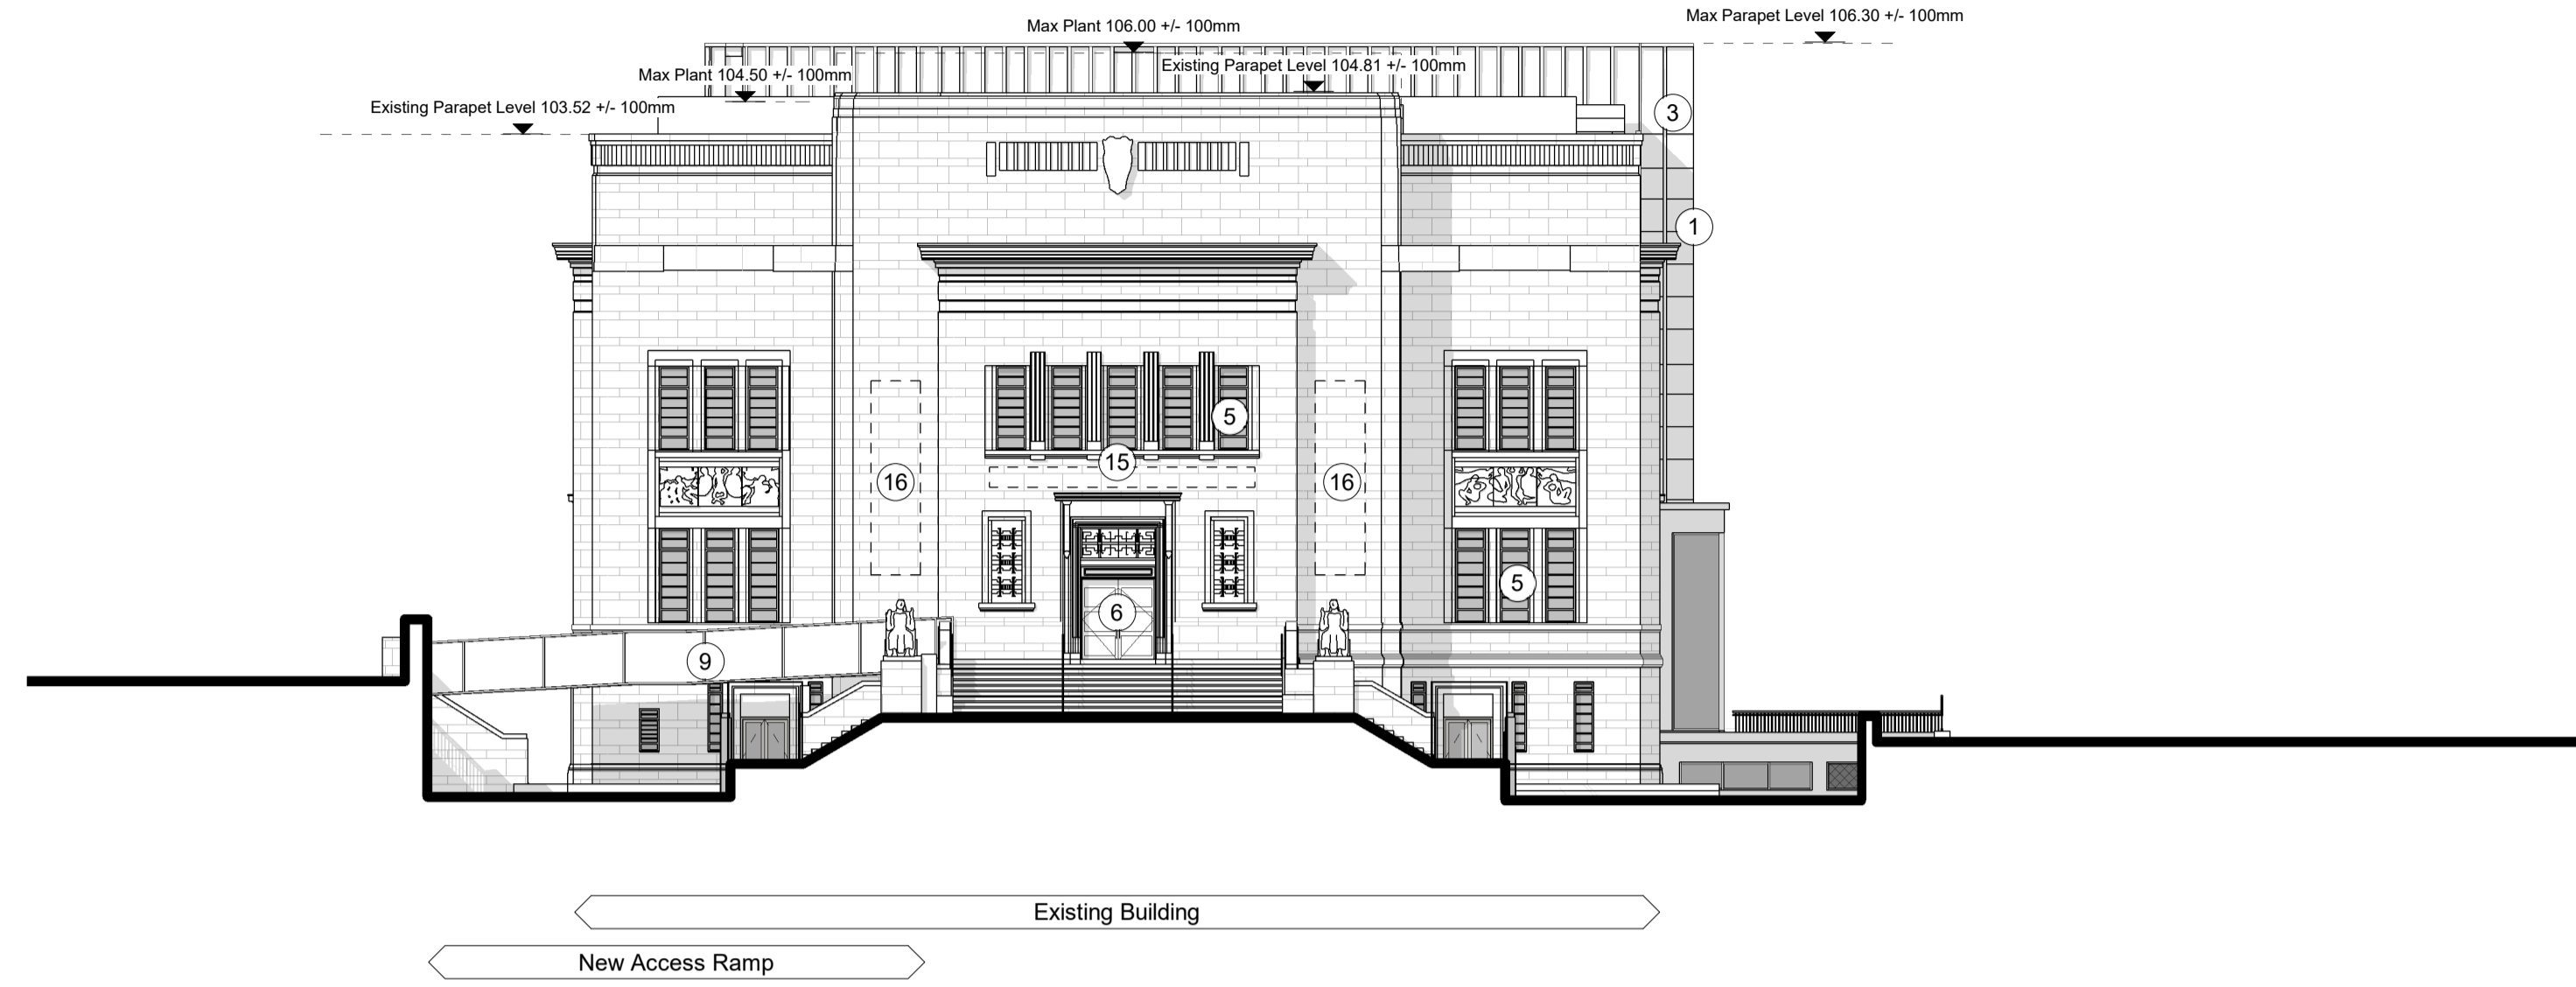 Max Parapet Level 106.30 +/- 100mm
Max Plant 106.00 +/- 100mm
Existing Parapet Level 104.81 +/- 100mm
Max Plant 104.50 +/- 100mm
Existing Parapet Level 103.52 +/- 100mm
3
1
5
15
16
16
5
6
9
Existing Building
New Access Ramp